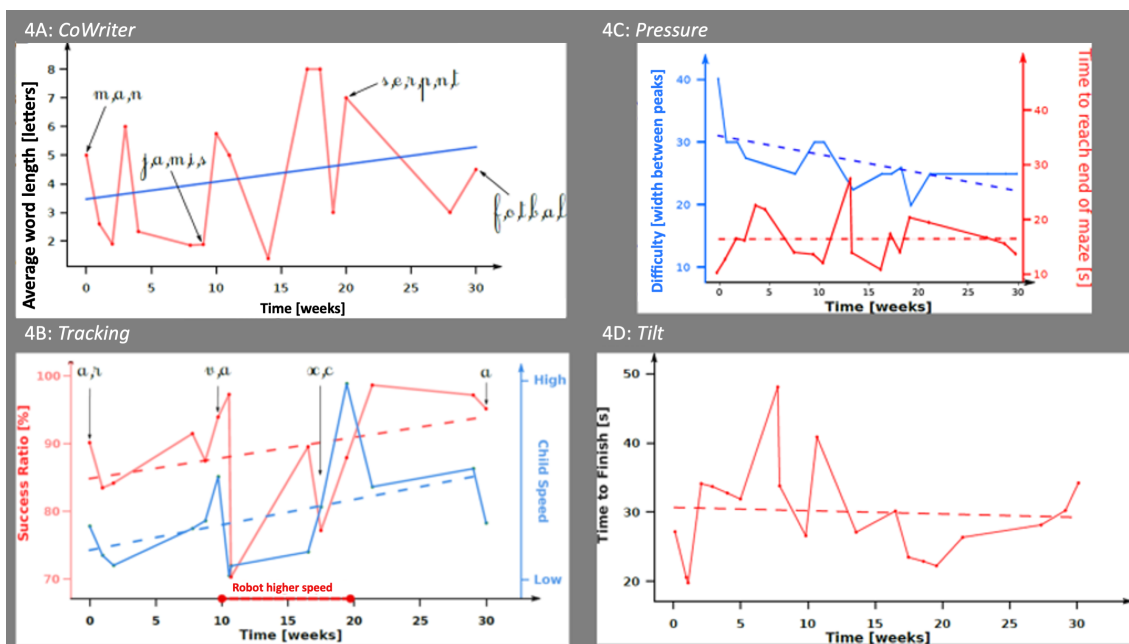 4A: CoWriter
Average word length [letters]
8
7
6
5
4
3
2
m,a,n
j,a,m,i,s
s,e,r,p,n,t
f,o,t,b,a,l
0 5 10 15 20 25 30
Time [weeks]
4C: Pressure
Difficulty [width between peaks]
40
30
20
10
Time to reach end of maze [s]
40
30
20
10
0 5 10 15 20 25 30
Time [weeks]
4B: Tracking
Success Ratio [%]
100
90
80
70
a,r
v,a
x,c
a
High
Child Speed
Low
Robot higher speed
0 5 10 15 20 25 30
Time [weeks]
4D: Tilt
Time to Finish [s]
50
40
30
20
0 5 10 15 20 25 30
Time [weeks]